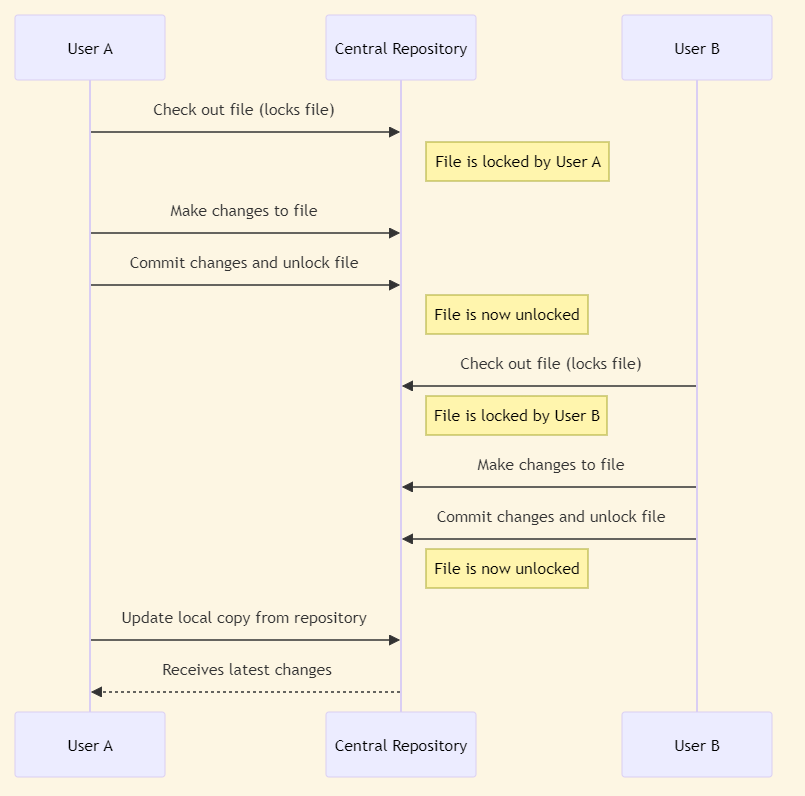 User A
Central Repository
User B
Check out file (locks file)
File is locked by User A
Make changes to file
Commit changes and unlock file
File is now unlocked
Check out file (locks file)
File is locked by User B
Make changes to file
Commit changes and unlock file
File is now unlocked
Update local copy from repository
Receives latest changes
User A
Central Repository
User B